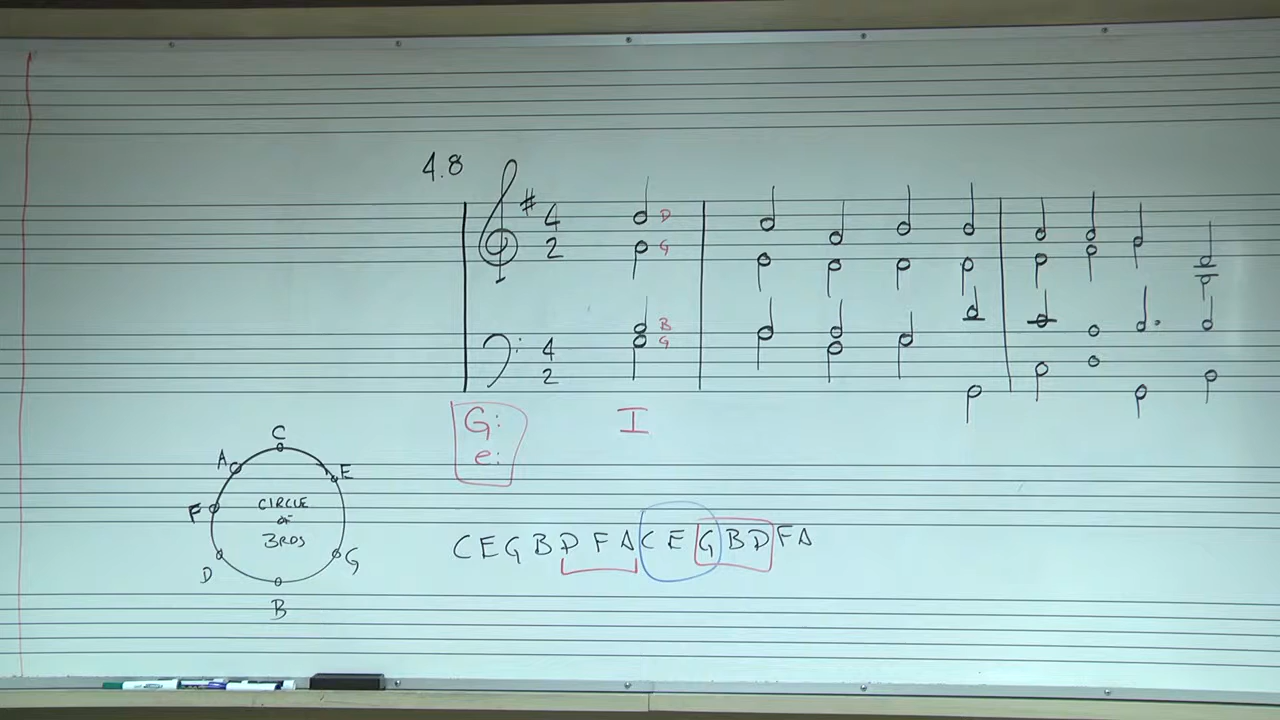 4.8
# 4 2 D G
4 2 B G
G: I
e:
C
A E
F CIRCLE
OF
3RDS
D G
B
C E G B D F A C E G B D F A